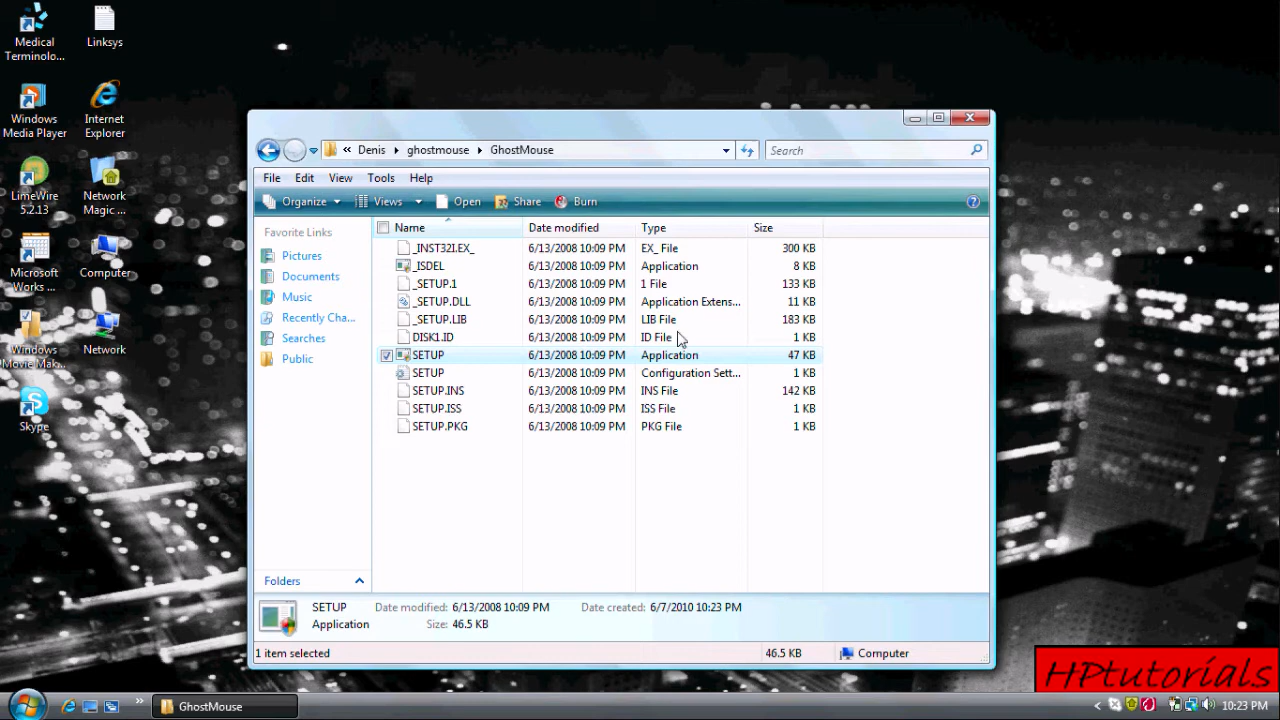 Medical
Terminolo...
Linksys
Windows
Media Player
Internet
Explorer
LimeWire
5.2.13
Network
Magic ...
Microsoft
Works ...
Computer
Windows
Movie Mak...
Network
Skype
« Denis ghostmouse GhostMouse
Search
File Edit View Tools Help
Organize Views Open Share Burn
Favorite Links
Pictures
Documents
Music
Recently Cha...
Searches
Public
Folders
Name Date modified Type Size
_INST32I.EX_ 6/13/2008 10:09 PM EX_ File 300 KB
_ISDEL 6/13/2008 10:09 PM Application 8 KB
_SETUP.1 6/13/2008 10:09 PM 1 File 133 KB
_SETUP.DLL 6/13/2008 10:09 PM Application Extens... 11 KB
_SETUP.LIB 6/13/2008 10:09 PM LIB File 183 KB
DISK1.ID 6/13/2008 10:09 PM ID File 1 KB
SETUP 6/13/2008 10:09 PM Application 47 KB
SETUP 6/13/2008 10:09 PM Configuration Sett... 1 KB
SETUP.INS 6/13/2008 10:09 PM INS File 142 KB
SETUP.ISS 6/13/2008 10:09 PM ISS File 1 KB
SETUP.PKG 6/13/2008 10:09 PM PKG File 1 KB
SETUP Date modified: 6/13/2008 10:09 PM Date created: 6/7/2010 10:23 PM
Application Size: 46.5 KB
1 item selected 46.5 KB Computer
HPtutorials
GhostMouse
10:23 PM